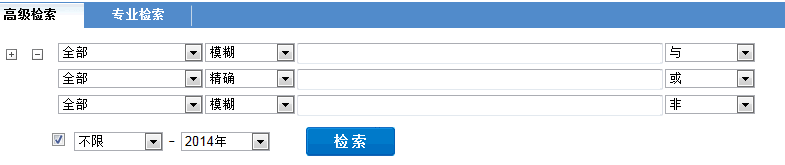 高级检索 专业检索
全部 模糊 与
全部 精确 或
全部 模糊 非
不限 - 2014年 检索